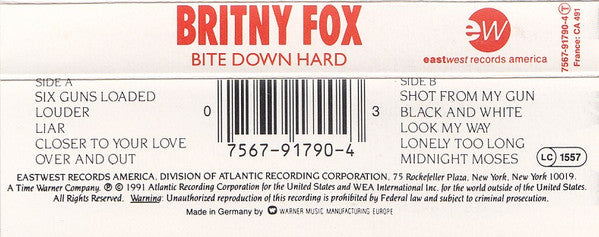 BRITNY FOX
BITE DOWN HARD
ew
eastwest records america
7567-91790-4 T
France: CA 491
SIDE A
SIX GUNS LOADED
LOUDER
LIAR
CLOSER TO YOUR LOVE
OVER AND OUT
0
3
7567-91790-4
SIDE B
SHOT FROM MY GUN
BLACK AND WHITE
LOOK MY WAY
LONELY TOO LONG
MIDNIGHT MOSES
LC 1557
EASTWEST RECORDS AMERICA, DIVISION OF ATLANTIC RECORDING CORPORATION, 75 Rockefeller Plaza, New York, New York 10019.
A Time Warner Company. ℗ © 1991 Atlantic Recording Corporation for the United States and WEA International Inc. for the world outside of the United States.
All Rights Reserved. Warning: Unauthorized reproduction of this recording is prohibited by Federal law and subject to criminal prosecution.
Made in Germany by WARNER MUSIC MANUFACTURING EUROPE